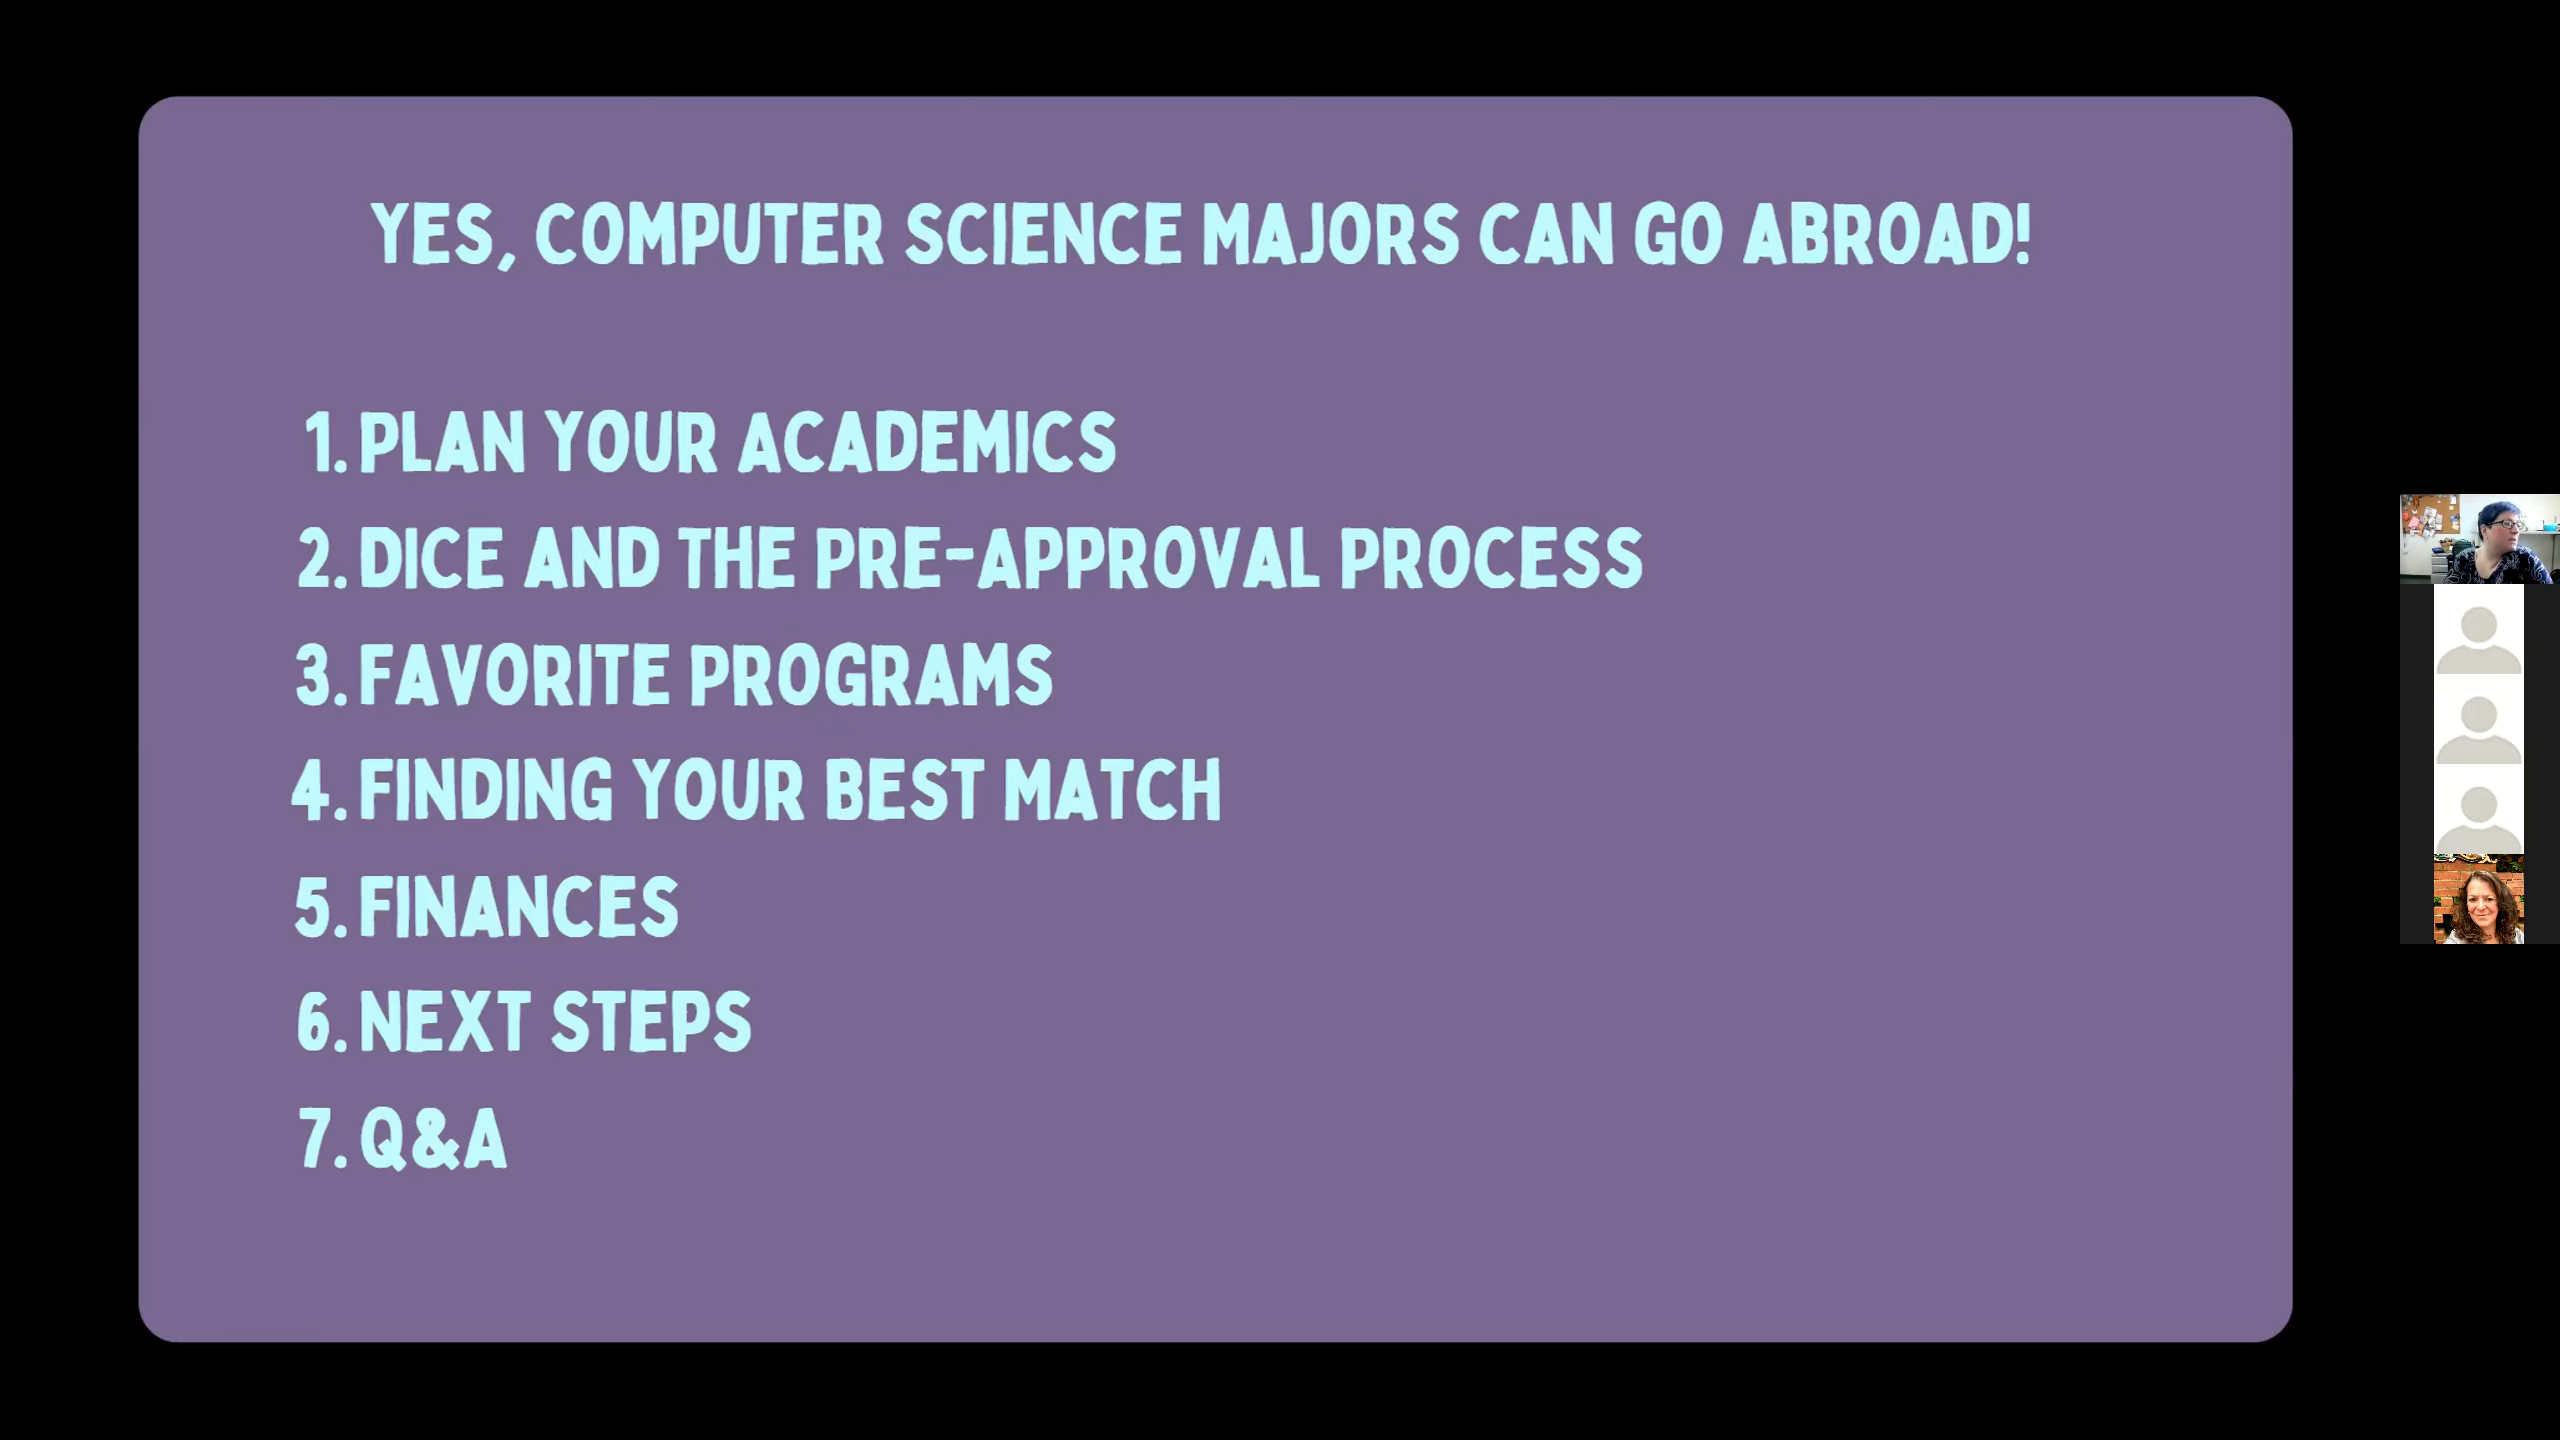 YES, COMPUTER SCIENCE MAJORS CAN GO ABROAD!
1. PLAN YOUR ACADEMICS
2. DICE AND THE PRE-APPROVAL PROCESS
3. FAVORITE PROGRAMS
4. FINDING YOUR BEST MATCH
5. FINANCES
6. NEXT STEPS
7. Q&A